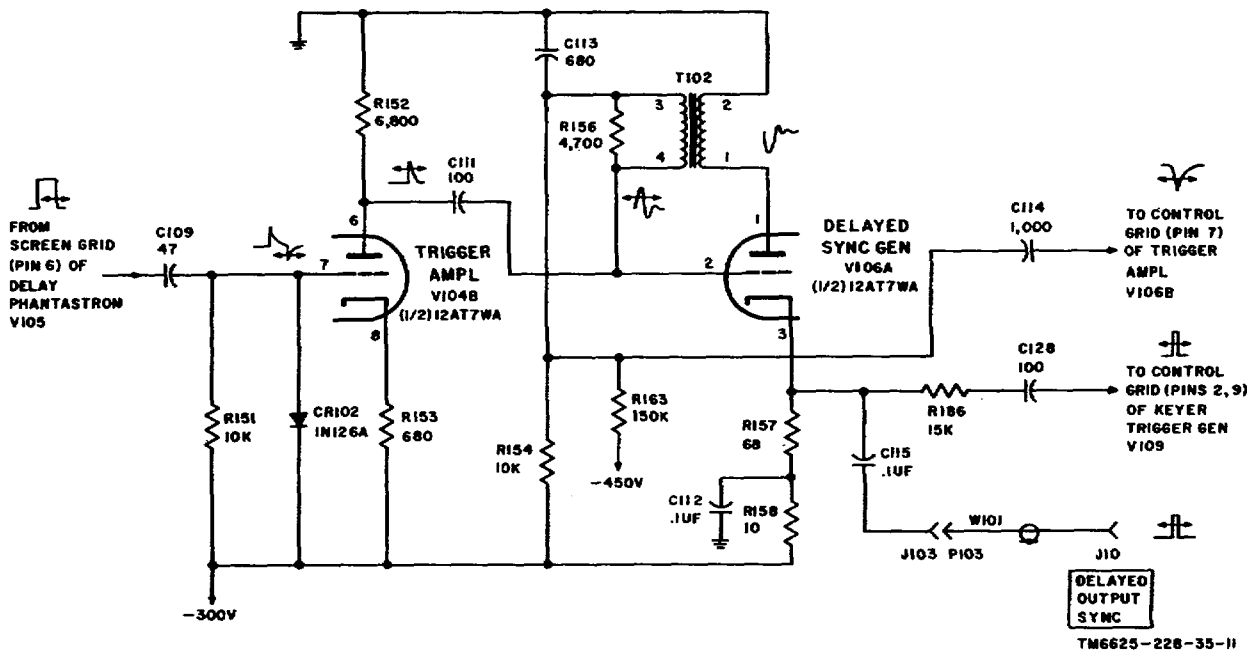 C113
680
T102
R152
6,800
3
2
R156
4,700
4
1
C111
100
FROM
SCREEN GRID
(PIN 6) OF
DELAY
PHANTASTRON
V105
C109
47
6
7
TRIGGER
AMPL
V104B
(1/2) 12AT7WA
8
1
2
DELAYED
SYNC GEN
V106A
(1/2) 12AT7WA
3
C114
1,000
TO CONTROL
GRID (PIN 7)
OF TRIGGER
AMPL
V106B
C128
100
TO CONTROL
GRID (PINS 2, 9)
OF KEYER
TRIGGER GEN
V109
R151
10K
CR102
1N126A
R153
680
R154
10K
R163
150K
-450V
R157
68
R186
15K
C115
.1UF
C112
.1UF
R158
10
W101
J103 P103
J10
-300V
DELAYED
OUTPUT
SYNC
TM6625-228-35-11